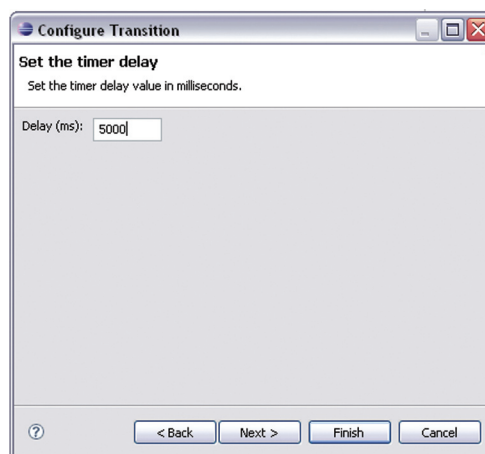 Configure Transition
Set the timer delay
Set the timer delay value in milliseconds.
Delay (ms): 5000
?
< Back Next > Finish Cancel